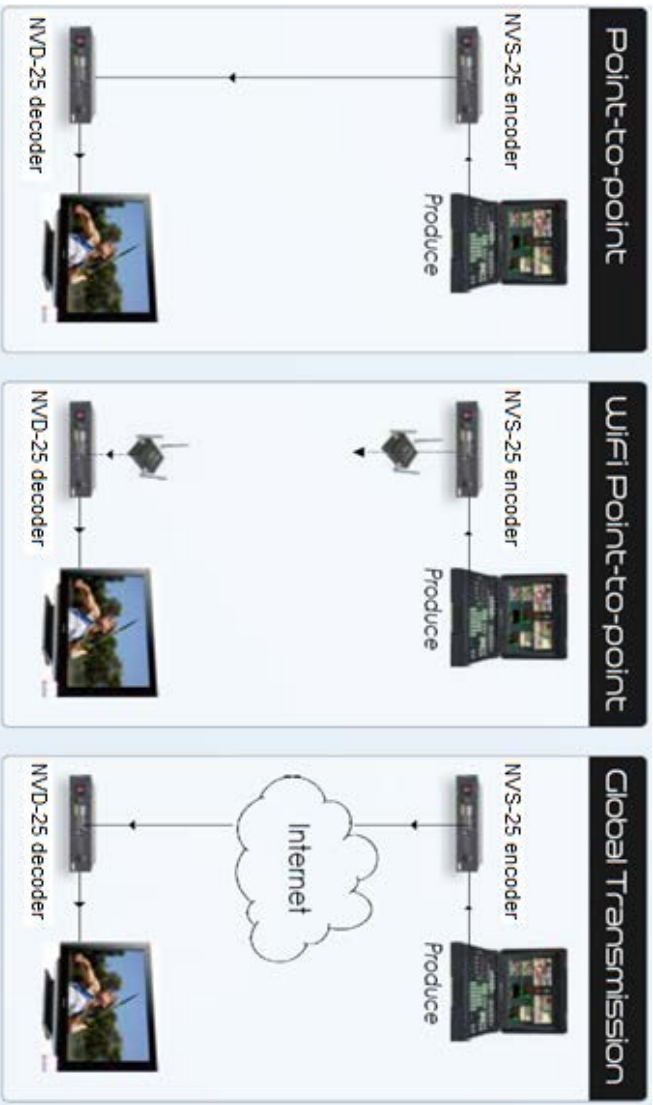 Point-to-point
NVS-25 encoder
Produce
NVD-25 decoder
WiFi Point-to-point
NVS-25 encoder
Produce
NVD-25 decoder
Global Transmission
NVS-25 encoder
Produce
Internet
NVD-25 decoder